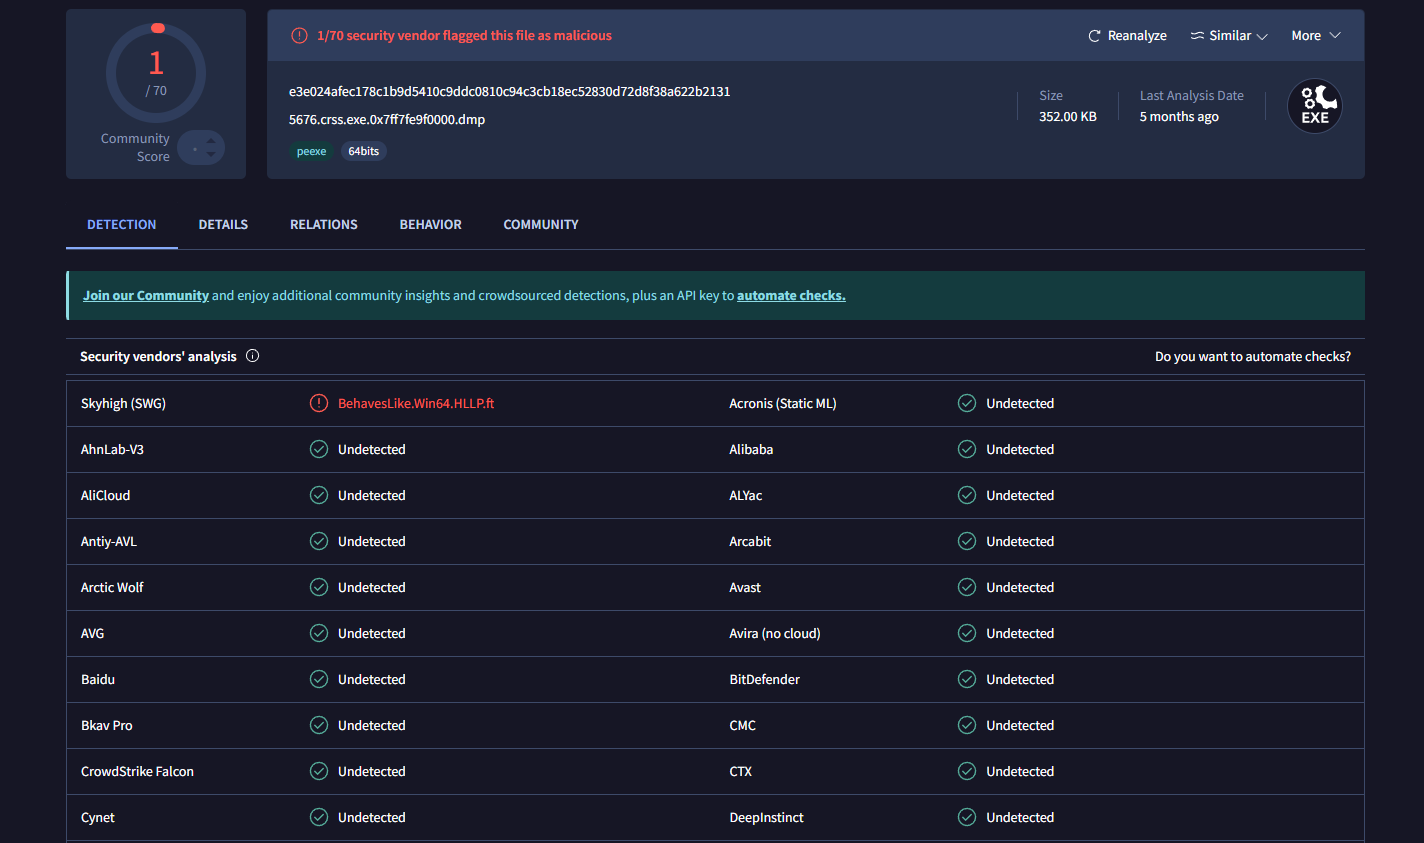 1
/ 70
Community
Score
1/70 security vendor flagged this file as malicious
Reanalyze
Similar
More
e3e024afec178c1b9d5410c9ddc0810c94c3cb18ec52830d72d8f38a622b2131
5676.crss.exe.0x7ff7fe9f0000.dmp
peexe
64bits
Size
352.00 KB
Last Analysis Date
5 months ago
EXE
DETECTION
DETAILS
RELATIONS
BEHAVIOR
COMMUNITY
Join our Community and enjoy additional community insights and crowdsourced detections, plus an API key to automate checks.
Security vendors' analysis
Do you want to automate checks?
Skyhigh (SWG)
BehavesLike.Win64.HLLP.ft
Acronis (Static ML)
Undetected
AhnLab-V3
Undetected
Alibaba
Undetected
AliCloud
Undetected
ALYac
Undetected
Antiy-AVL
Undetected
Arcabit
Undetected
Arctic Wolf
Undetected
Avast
Undetected
AVG
Undetected
Avira (no cloud)
Undetected
Baidu
Undetected
BitDefender
Undetected
Bkav Pro
Undetected
CMC
Undetected
CrowdStrike Falcon
Undetected
CTX
Undetected
Cynet
Undetected
DeepInstinct
Undetected